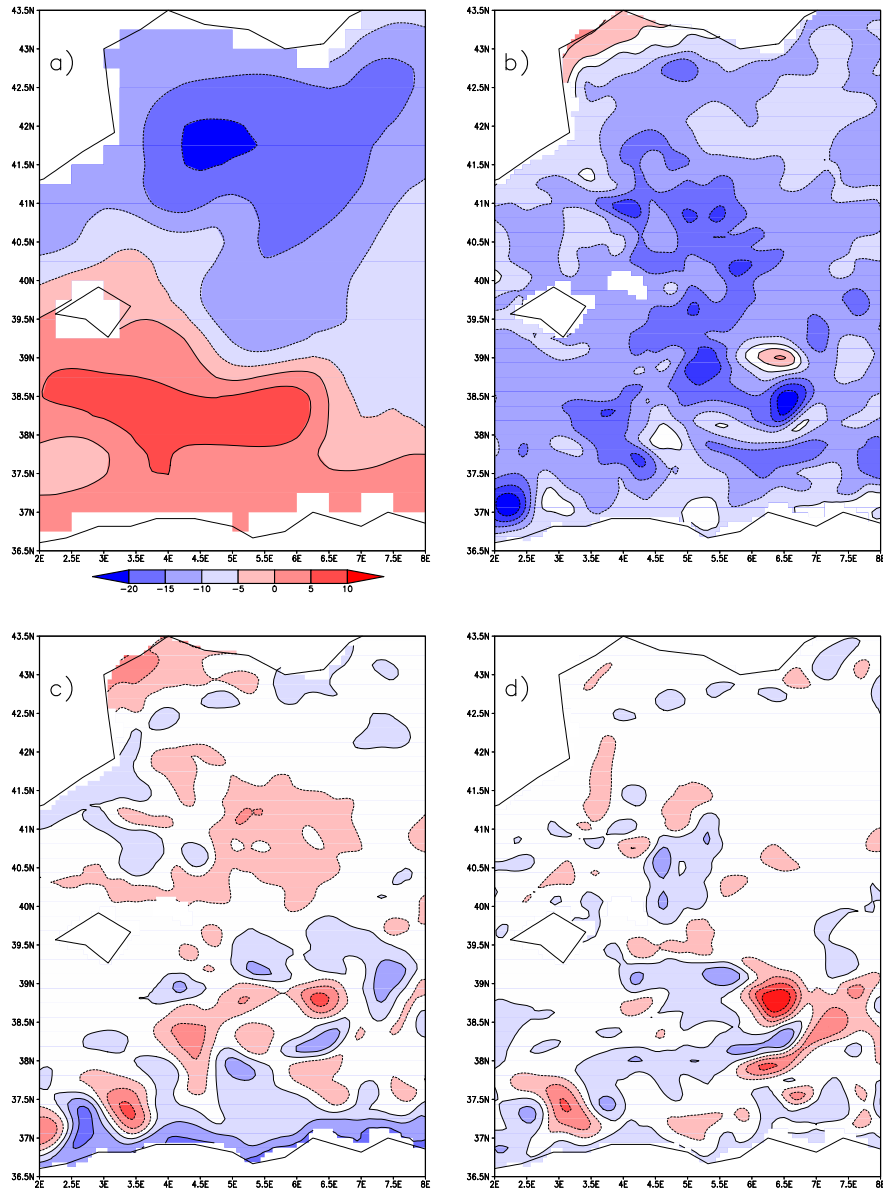 43.5N
43N
a)
42.5N
42N
41.5N
41N
40.5N
40N
39.5N
39N
38.5N
38N
37.5N
37N
36.5N
2E 2.5E 3E 3.5E 4E 4.5E 5E 5.5E 6E 6.5E 7E 7.5E 8E
-20 -15 -10 -5 0 5 10
43.5N
43N
b)
42.5N
42N
41.5N
41N
40.5N
40N
39.5N
39N
38.5N
38N
37.5N
37N
36.5N
2E 2.5E 3E 3.5E 4E 4.5E 5E 5.5E 6E 6.5E 7E 7.5E 8E
43.5N
43N
c)
42.5N
42N
41.5N
41N
40.5N
40N
39.5N
39N
38.5N
38N
37.5N
37N
36.5N
2E 2.5E 3E 3.5E 4E 4.5E 5E 5.5E 6E 6.5E 7E 7.5E 8E
43.5N
43N
d)
42.5N
42N
41.5N
41N
40.5N
40N
39.5N
39N
38.5N
38N
37.5N
37N
36.5N
2E 2.5E 3E 3.5E 4E 4.5E 5E 5.5E 6E 6.5E 7E 7.5E 8E